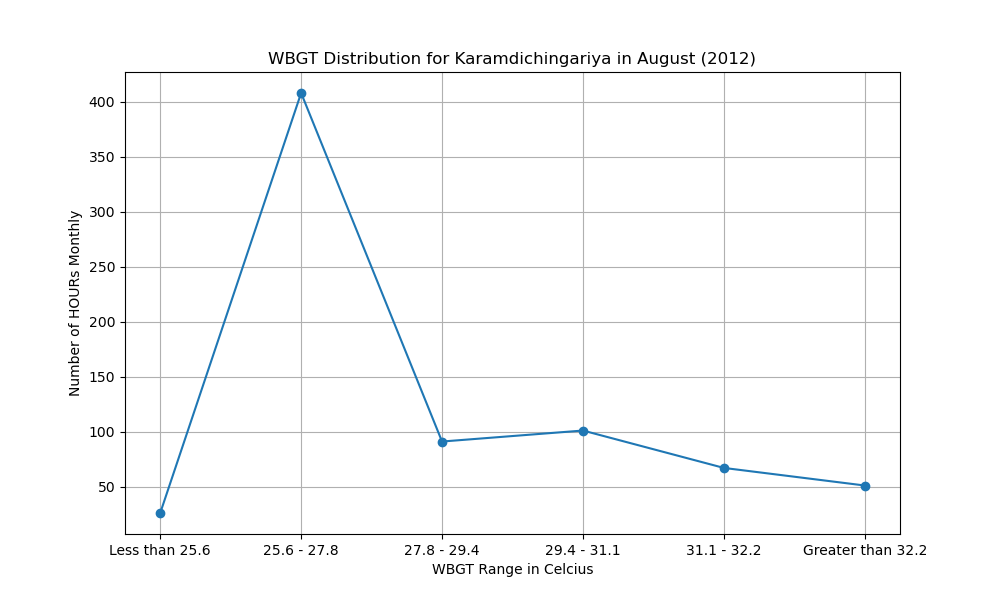 WBGT Distribution for Karamdichingariya in August (2012)
Number of HOURs Monthly
400
350
300
250
200
150
100
50
Less than 25.6
25.6 - 27.8
27.8 - 29.4
29.4 - 31.1
31.1 - 32.2
Greater than 32.2
WBGT Range in Celcius